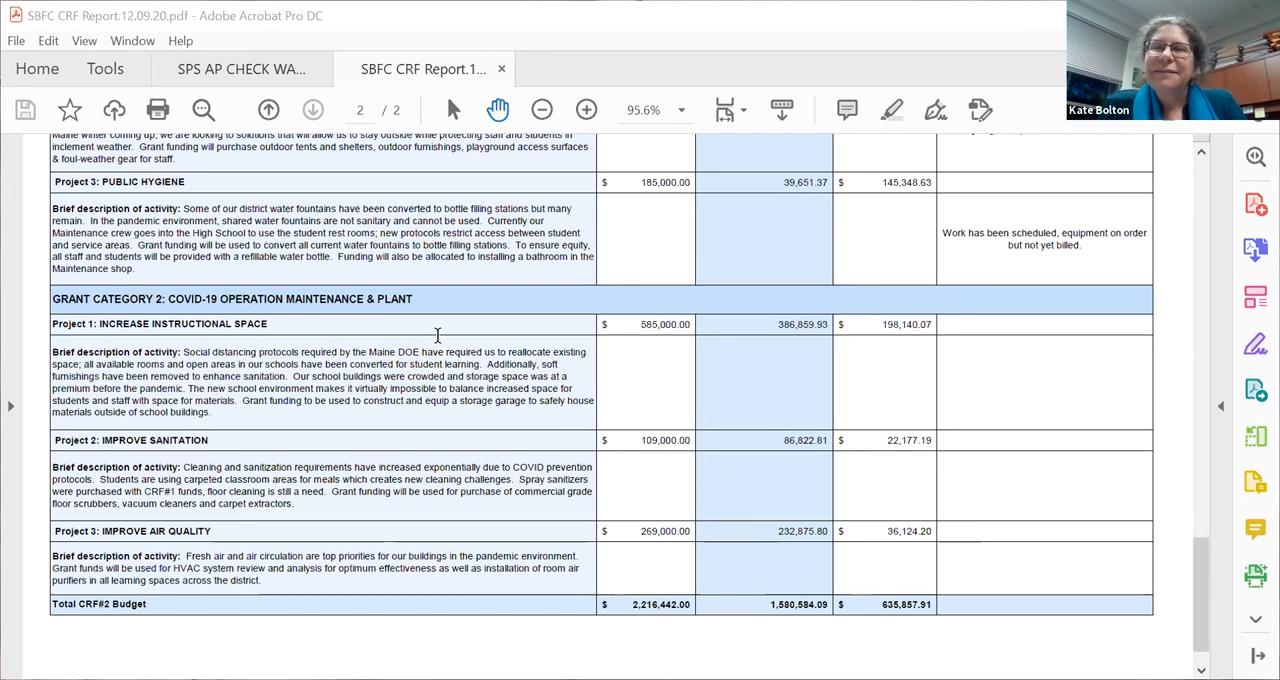 SBFC CRF Report.12.09.20.pdf - Adobe Acrobat Pro DC
File Edit View Window Help
Home Tools SPS AP CHECK WA... SBFC CRF Report.1... ×
2 / 2 95.6%
Kate Bolton
Maine winter coming up, we are looking to solutions that will allow us to stay outside while protecting staff and students in
inclement weather. Grant funding will purchase outdoor tents and shelters, outdoor furnishings, playground access surfaces
& foul-weather gear for staff.
Project 3: PUBLIC HYGIENE $ 185,000.00 39,651.37 $ 145,348.63
Brief description of activity: Some of our district water fountains have been converted to bottle filling stations but many
remain. In the pandemic environment, shared water fountains are not sanitary and cannot be used. Currently our
Maintenance crew goes into the High School to use the student rest rooms; new protocols restrict access between student
and service areas. Grant funding will be used to convert all current water fountains to bottle filling stations. To ensure equity,
all staff and students will be provided with a refillable water bottle. Funding will also be allocated to installing a bathroom in the
Maintenance shop.
Work has been scheduled, equipment on order
but not yet billed.
GRANT CATEGORY 2: COVID-19 OPERATION MAINTENANCE & PLANT
Project 1: INCREASE INSTRUCTIONAL SPACE $ 585,000.00 386,859.93 $ 198,140.07
Brief description of activity: Social distancing protocols required by the Maine DOE have required us to reallocate existing
space; all available rooms and open areas in our schools have been converted for student learning. Additionally, soft
furnishings have been removed to enhance sanitation. Our school buildings were crowded and storage space was at a
premium before the pandemic. The new school environment makes it virtually impossible to balance increased space for
students and staff with space for materials. Grant funding to be used to construct and equip a storage garage to safely house
materials outside of school buildings.
Project 2: IMPROVE SANITATION $ 109,000.00 86,822.81 $ 22,177.19
Brief description of activity: Cleaning and sanitization requirements have increased exponentially due to COVID prevention
protocols. Students are using carpeted classroom areas for meals which creates new cleaning challenges. Spray sanitizers
were purchased with CRF#1 funds, floor cleaning is still a need. Grant funding will be used for purchase of commercial grade
floor scrubbers, vacuum cleaners and carpet extractors.
Project 3: IMPROVE AIR QUALITY $ 269,000.00 232,875.80 $ 36,124.20
Brief description of activity: Fresh air and air circulation are top priorities for our buildings in the pandemic environment.
Grant funds will be used for HVAC system review and analysis for optimum effectiveness as well as installation of room air
purifiers in all learning spaces across the district.
Total CRF#2 Budget $ 2,216,442.00 1,580,584.09 $ 635,857.91